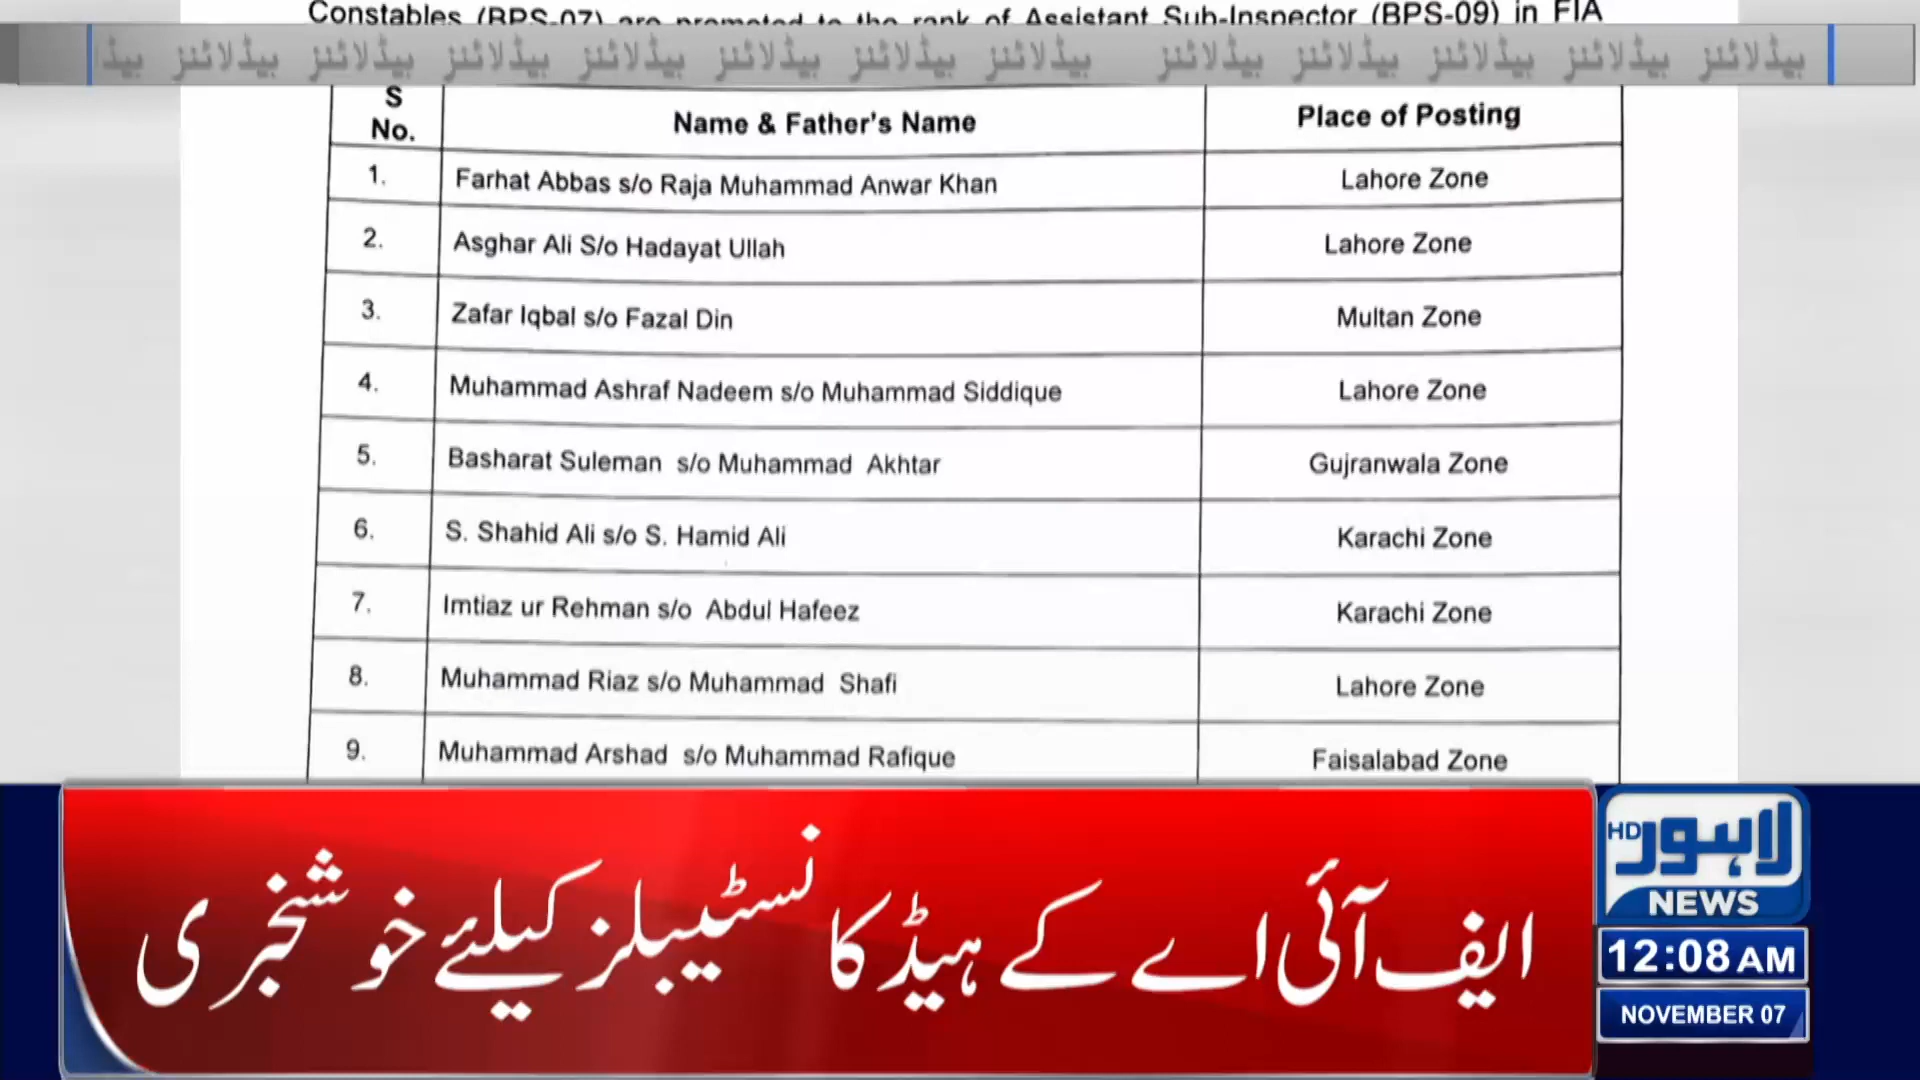 Constables (BPS-07) are promoted to the rank of Assistant Sub-Inspector (BPS-09) in FIA
ہیڈلائنز ہیڈلائنز ہیڈلائنز ہیڈلائنز ہیڈلائنز ہیڈلائنز ہیڈلائنز ہیڈلائنز ہیڈلائنز ہیڈلائنز ہیڈلائنز ہیڈلائنز ہیڈ
S No. Name & Father's Name Place of Posting
1. Farhat Abbas s/o Raja Muhammad Anwar Khan Lahore Zone
2. Asghar Ali S/o Hadayat Ullah Lahore Zone
3. Zafar Iqbal s/o Fazal Din Multan Zone
4. Muhammad Ashraf Nadeem s/o Muhammad Siddique Lahore Zone
5. Basharat Suleman s/o Muhammad Akhtar Gujranwala Zone
6. S. Shahid Ali s/o S. Hamid Ali Karachi Zone
7. Imtiaz ur Rehman s/o Abdul Hafeez Karachi Zone
8. Muhammad Riaz s/o Muhammad Shafi Lahore Zone
9. Muhammad Arshad s/o Muhammad Rafique Faisalabad Zone
ایف آئی اے کے ہیڈ کانسٹیبلز کیلئے خوشخبری
لاہور HD
NEWS
12:08 AM
NOVEMBER 07